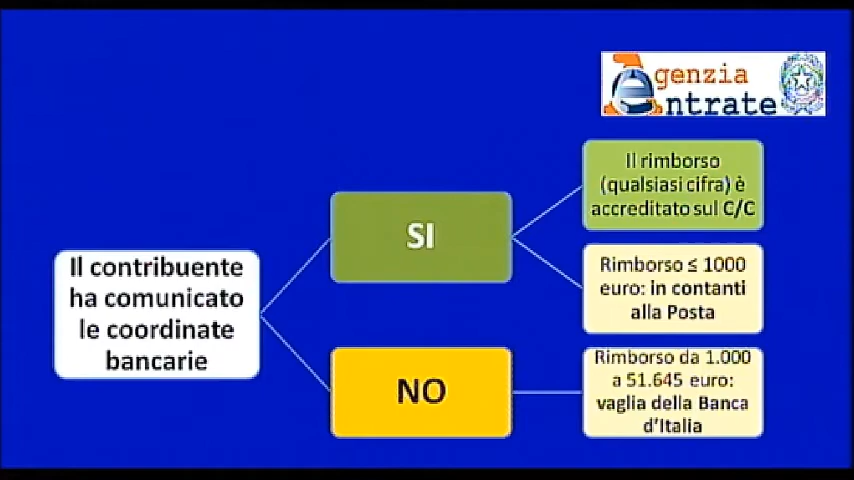 Agenzia
Entrate
Il contribuente
ha comunicato
le coordinate
bancarie
SI
NO
Il rimborso
(qualsiasi cifra) è
accreditato sul C/C
Rimborso ≤ 1000
euro: in contanti
alla Posta
Rimborso da 1.000
a 51.645 euro:
vaglia della Banca
d'Italia